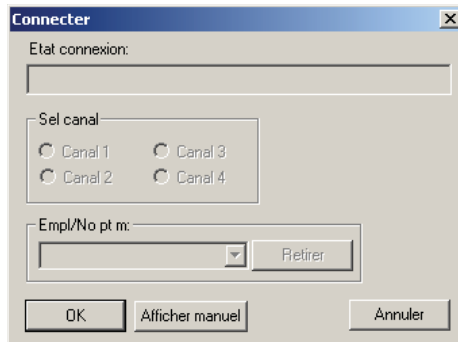 Connecter
Etat connexion:
Sel canal
Canal 1 Canal 3
Canal 2 Canal 4
Empl/No pt m:
Retirer
OK Afficher manuel Annuler